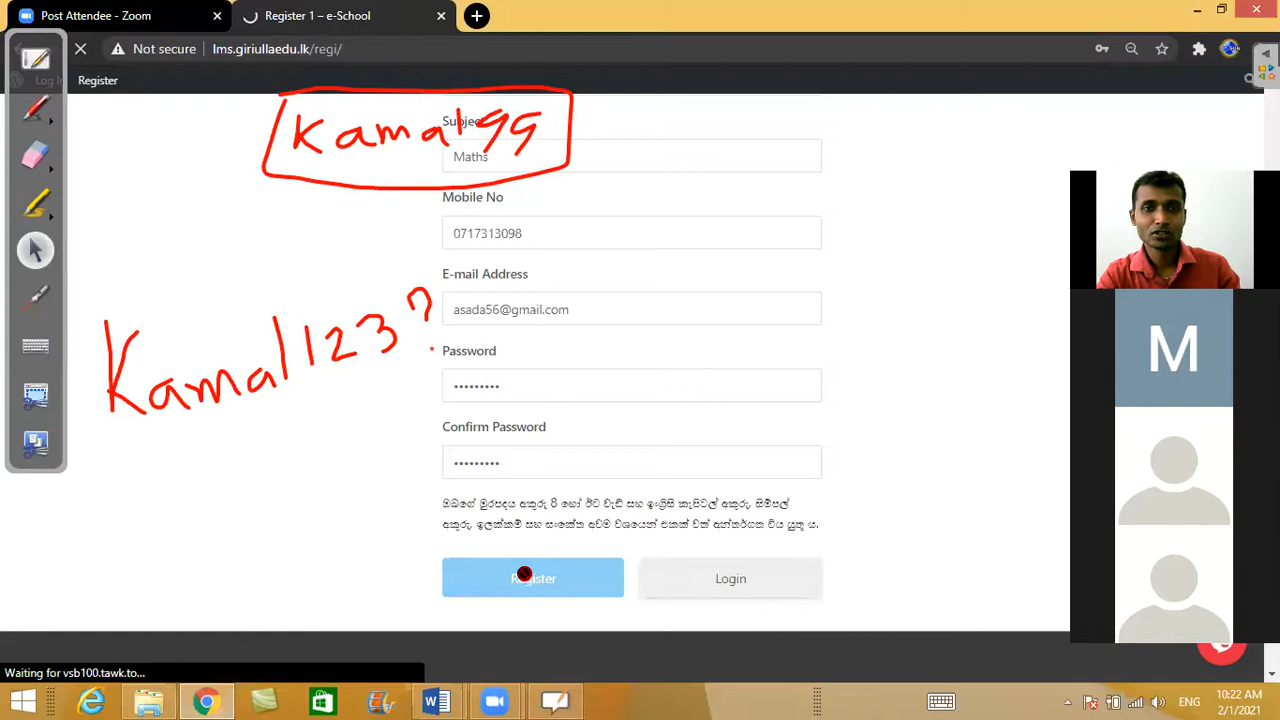 Post Attendee - Zoom
Register 1 – e-School
Not secure
lms.giriullaedu.lk/regi/
Log In
Register
Kamal99
Subject
Maths
Mobile No
0717313098
E-mail Address
asada56@gmail.com
Kamal123?
Password
•••••••••
Confirm Password
•••••••••
ඔබගේ මුරපදය අකුරු 8 හෝ ඊට වැඩි සහ ඉංග්‍රිසි කැපිටල් අකුරු, සිම්පල්
අකුරු, ඉලක්කම් සහ සංකේත අවම වශයෙන් එකක් වත් අන්තර්ගත විය යුතු ය.
Register
Login
M
Waiting for vsb100.tawk.to...
ENG
10:22 AM
2/1/2021